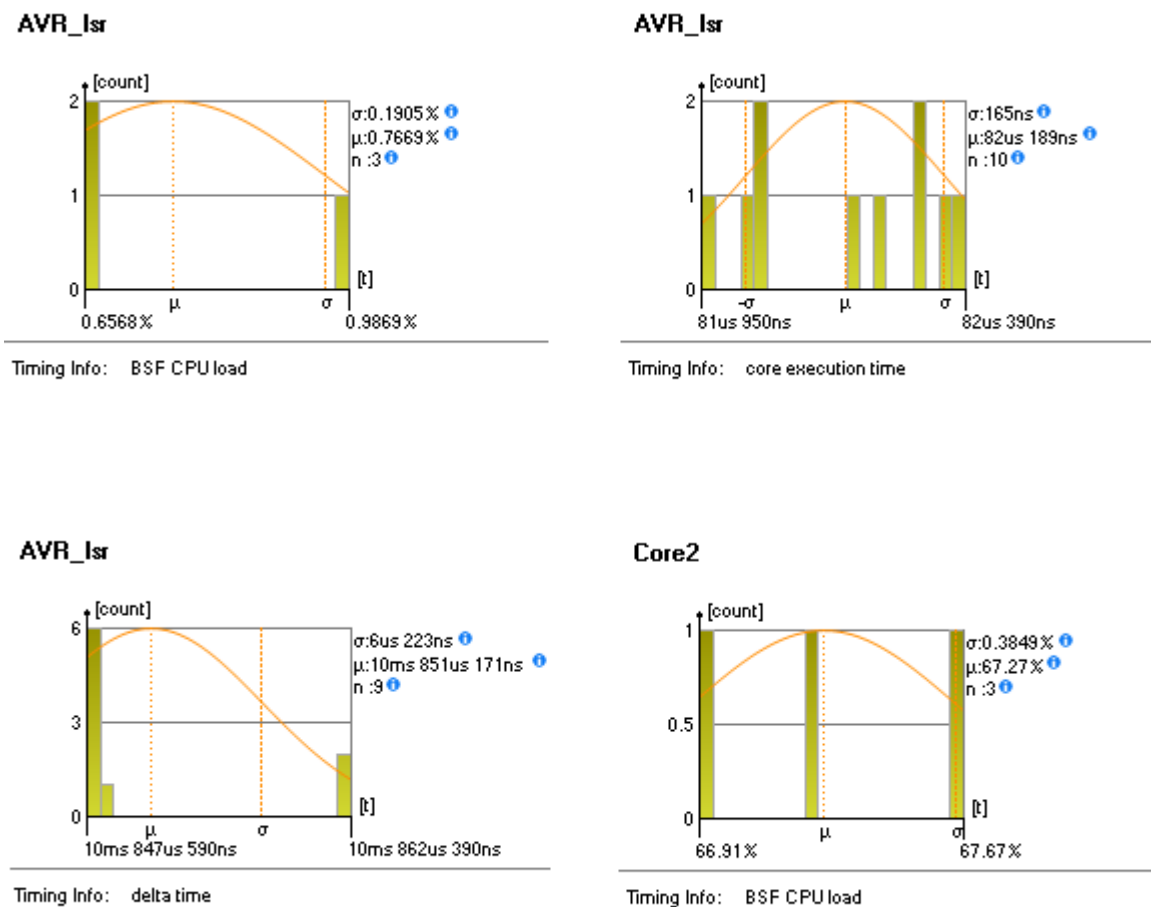 AVR_Isr
[count]
2
σ:0.1905%
μ:0.7669%
n :3
1
[t]
0
μ
σ
0.6568%
0.9869%
Timing Info: BSF CPU load
AVR_Isr
[count]
2
σ:165ns
μ:82us 189ns
n :10
1
[t]
0
-σ
μ
σ
81us 950ns
82us 390ns
Timing Info: core execution time
AVR_Isr
[count]
6
σ:6us 223ns
μ:10ms 851us 171ns
n :9
3
[t]
0
μ
σ
10ms 847us 590ns
10ms 862us 390ns
Timing Info: delta time
Core2
[count]
1
σ:0.3849%
μ:67.27%
n :3
0.5
[t]
0
μ
σ
66.91%
67.67%
Timing Info: BSF CPU load